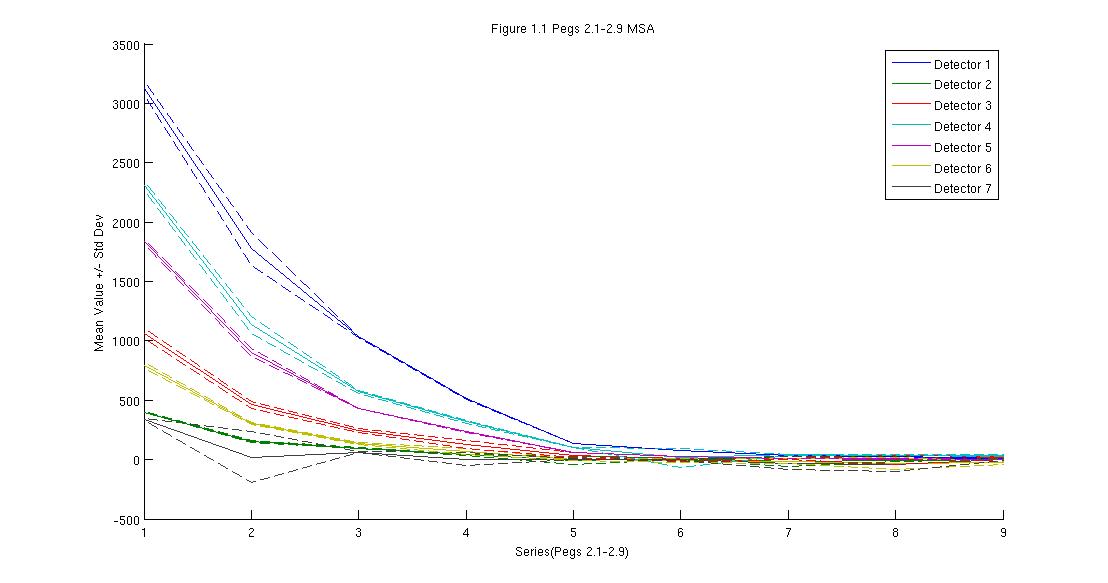 Figure 1.1 Pegs 2.1-2.9 MSA
3500
3000
2500
2000
1500
1000
500
0
-500
Mean Value +/- Std Dev
1 2 3 4 5 6 7 8 9
Series(Pegs 2.1-2.9)
Detector 1
Detector 2
Detector 3
Detector 4
Detector 5
Detector 6
Detector 7